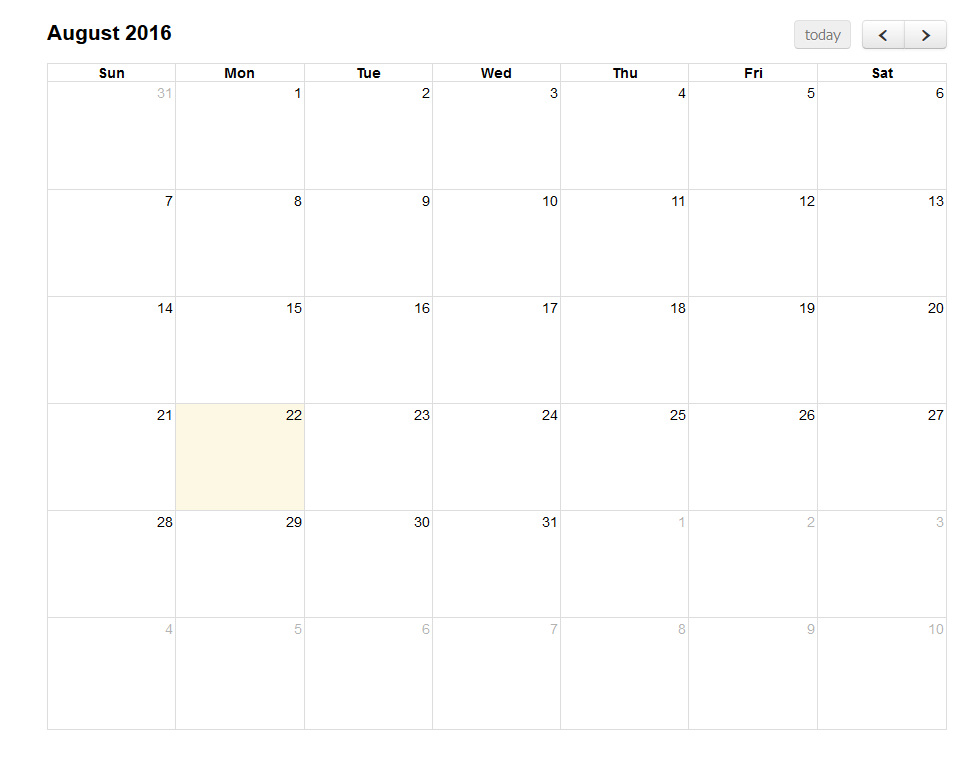 August 2016 today < >
Sun Mon Tue Wed Thu Fri Sat
31 1 2 3 4 5 6
7 8 9 10 11 12 13
14 15 16 17 18 19 20
21 22 23 24 25 26 27
28 29 30 31 1 2 3
4 5 6 7 8 9 10